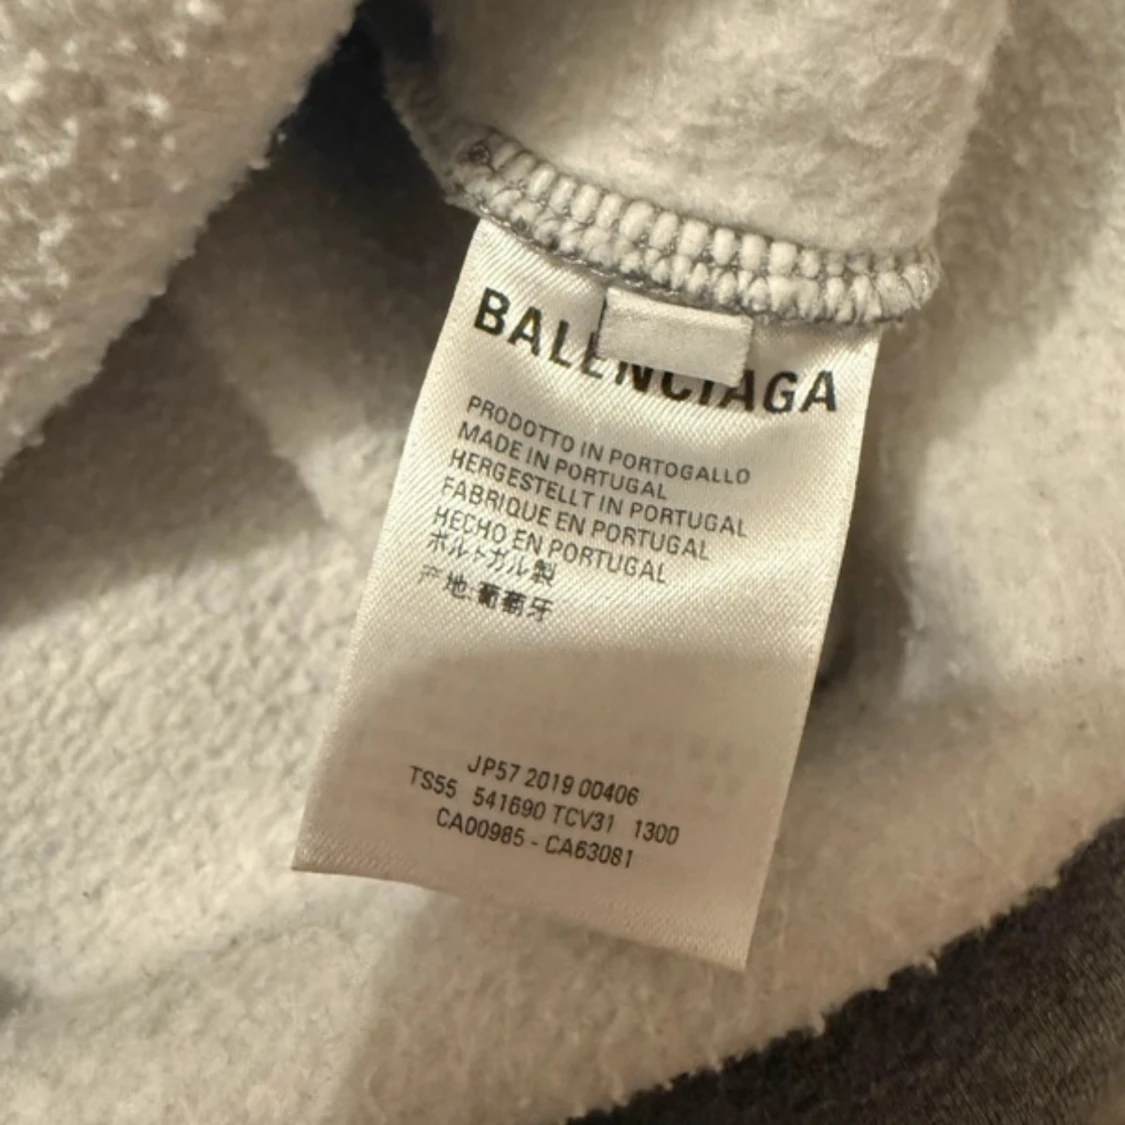 BALENCIAGA
PRODOTTO IN PORTOGALLO
MADE IN PORTUGAL
HERGESTELLT IN PORTUGAL
FABRIQUE EN PORTUGAL
HECHO EN PORTUGAL
ポルトガル製
产地:葡萄牙
JP57 2019 00406
TS55 541690 TCV31 1300
CA00985 - CA63081